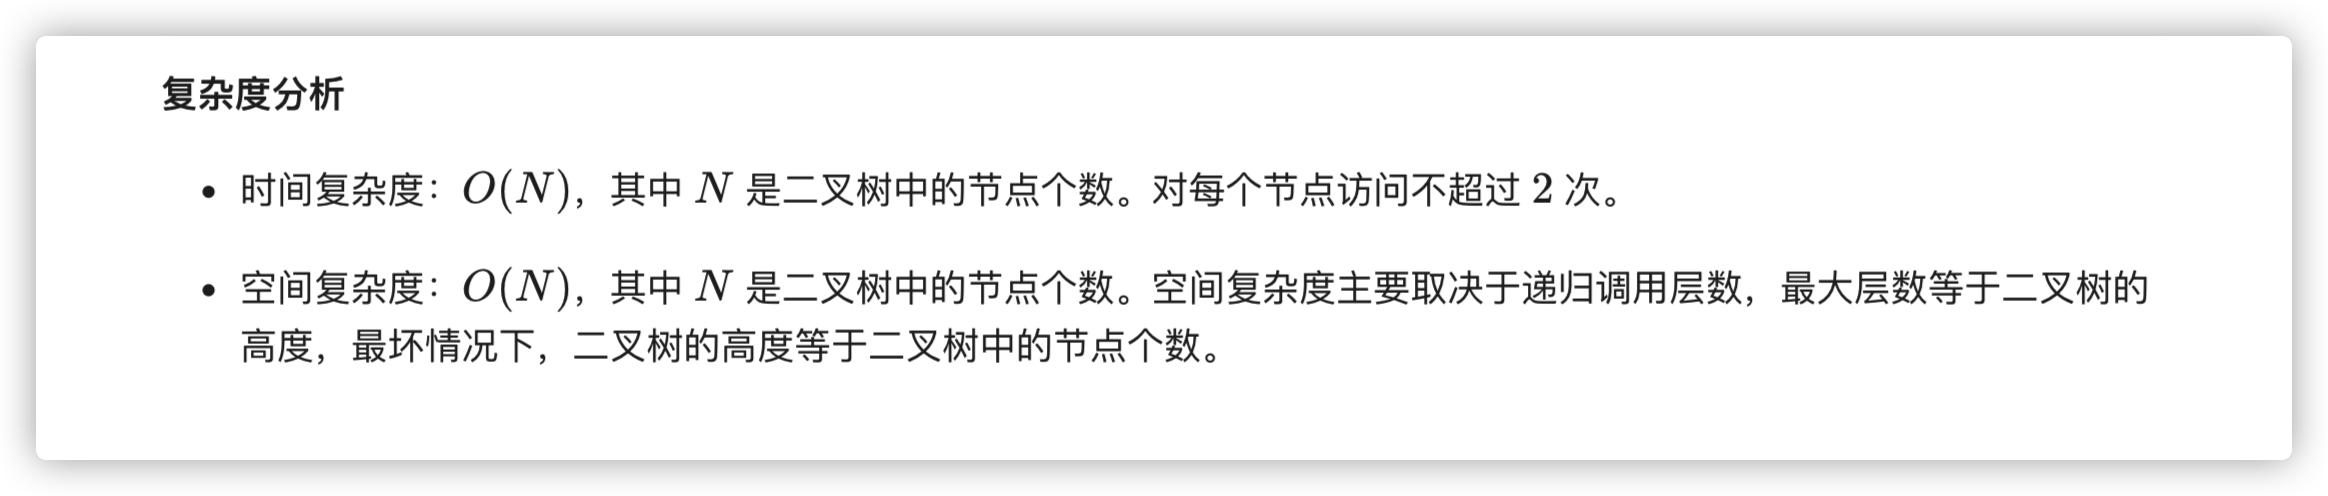 复杂度分析
• 时间复杂度：O(N)，其中 N 是二叉树中的节点个数。对每个节点访问不超过 2 次。
• 空间复杂度：O(N)，其中 N 是二叉树中的节点个数。空间复杂度主要取决于递归调用层数，最大层数等于二叉树的
高度，最坏情况下，二叉树的高度等于二叉树中的节点个数。